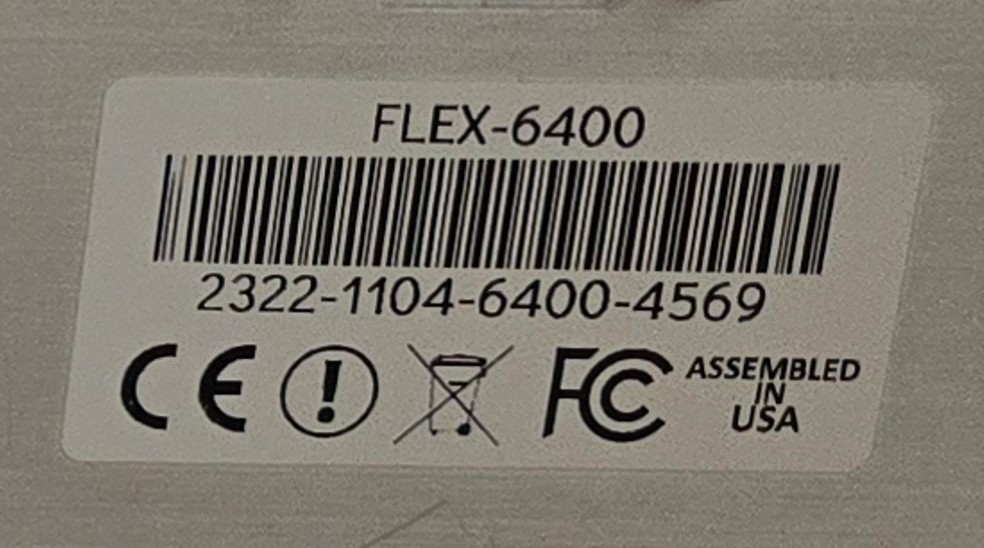 FLEX-6400
2322-1104-6400-4569
CE FC ASSEMBLED
IN
USA